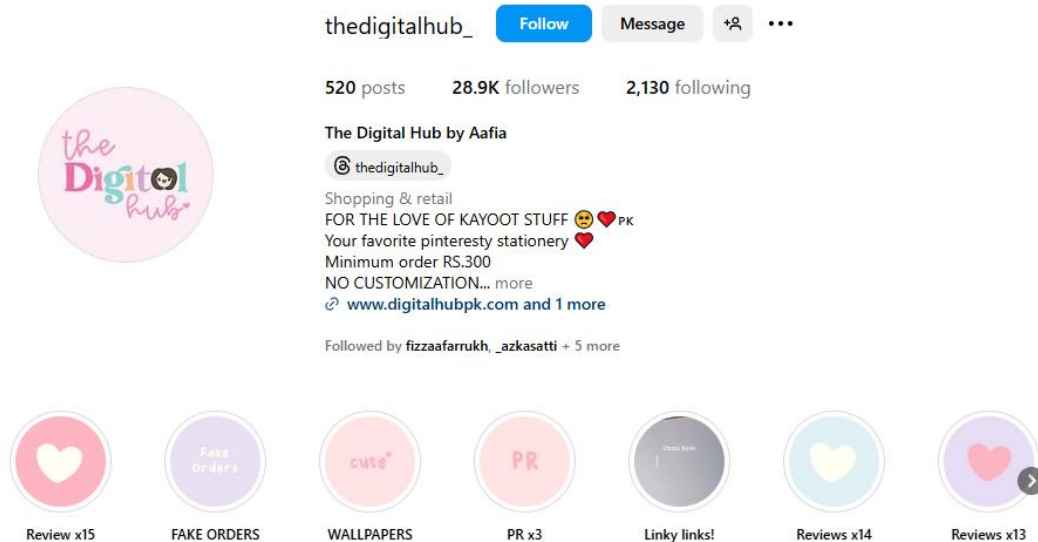 thedigitalhub_ Follow Message
520 posts 28.9K followers 2,130 following
the
Digital
hub
The Digital Hub by Aafia
thedigitalhub_
Shopping & retail
FOR THE LOVE OF KAYOOT STUFF 🥺❤️PK
Your favorite pinteresty stationery ❤️
Minimum order RS.300
NO CUSTOMIZATION... more
www.digitalhubpk.com and 1 more
Followed by fizzaafarrukh, _azkasatti + 5 more
Fake
Orders
cute
PR
Review x15 FAKE ORDERS WALLPAPERS PR x3 Linky links! Reviews x14 Reviews x13